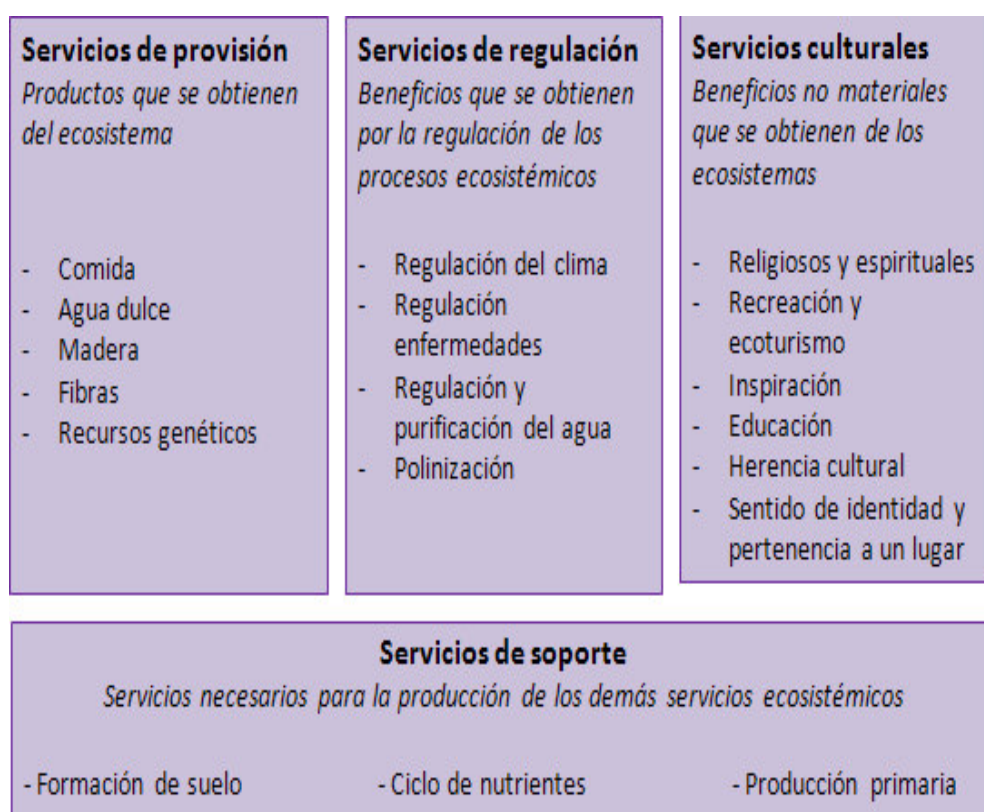 Servicios de provisión
Productos que se obtienen
del ecosistema
- Comida
- Agua dulce
- Madera
- Fibras
- Recursos genéticos
Servicios de regulación
Beneficios que se obtienen
por la regulación de los
procesos ecosistémicos
- Regulación del clima
- Regulación
enfermedades
- Regulación y
purificación del agua
- Polinización
Servicios culturales
Beneficios no materiales
que se obtienen de los
ecosistemas
- Religiosos y espirituales
- Recreación y
ecoturismo
- Inspiración
- Educación
- Herencia cultural
- Sentido de identidad y
pertenencia a un lugar
Servicios de soporte
Servicios necesarios para la producción de los demás servicios ecosistémicos
- Formación de suelo - Ciclo de nutrientes - Producción primaria